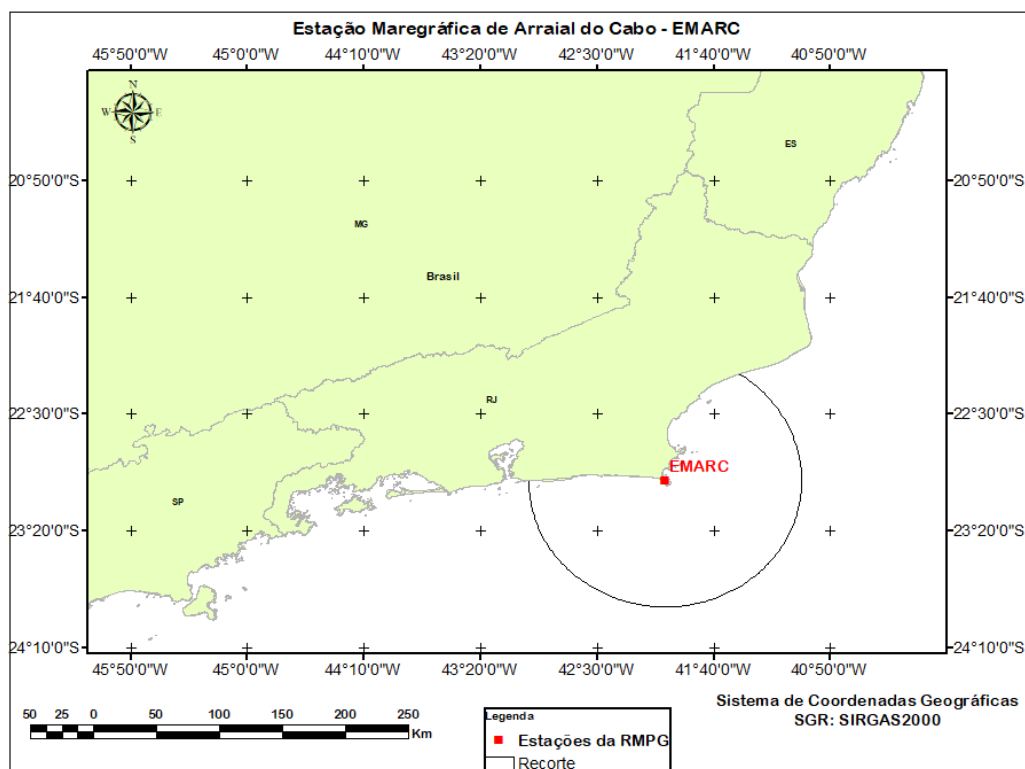 Estação Maregráfica de Arraial do Cabo - EMARC
45°50'0"W 45°0'0"W 44°10'0"W 43°20'0"W 42°30'0"W 41°40'0"W 40°50'0"W
N
W E
S
ES
20°50'0"S 20°50'0"S
MG
Brasil
21°40'0"S 21°40'0"S
RJ
22°30'0"S 22°30'0"S
EMARC
SP
23°20'0"S 23°20'0"S
24°10'0"S 24°10'0"S
45°50'0"W 45°0'0"W 44°10'0"W 43°20'0"W 42°30'0"W 41°40'0"W 40°50'0"W
50 25 0 50 100 150 200 250
Km
Sistema de Coordenadas Geográficas
SGR: SIRGAS2000
Legenda
Estações da RMPG
Recorte